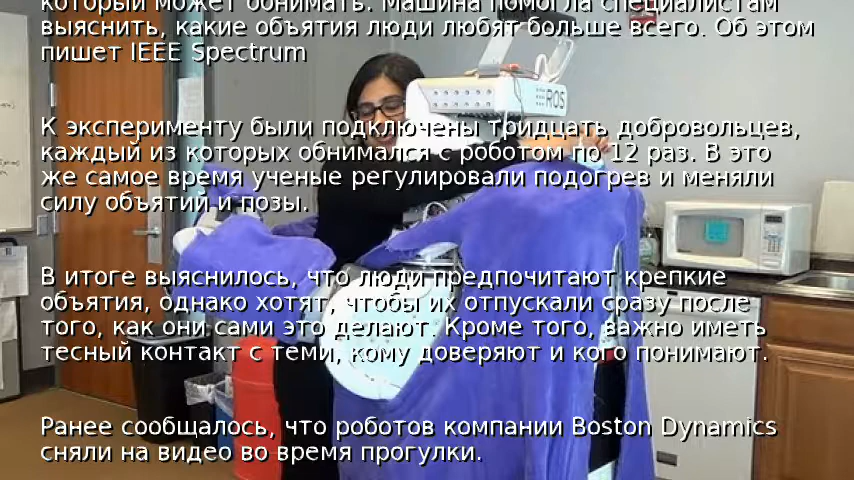 который может обнимать. Машина помогла специалистам
выяснить, какие объятия люди любят больше всего. Об этом
пишет IEEE Spectrum
ROS
К эксперименту были подключены тридцать добровольцев,
каждый из которых обнимался с роботом по 12 раз. В это
же самое время ученые регулировали подогрев и меняли
силу объятий и позы.
В итоге выяснилось, что люди предпочитают крепкие
объятия, однако хотят, чтобы их отпускали сразу после
того, как они сами это делают. Кроме того, важно иметь
тесный контакт с теми, кому доверяют и кого понимают.
Ранее сообщалось, что роботов компании Boston Dynamics
сняли на видео во время прогулки.